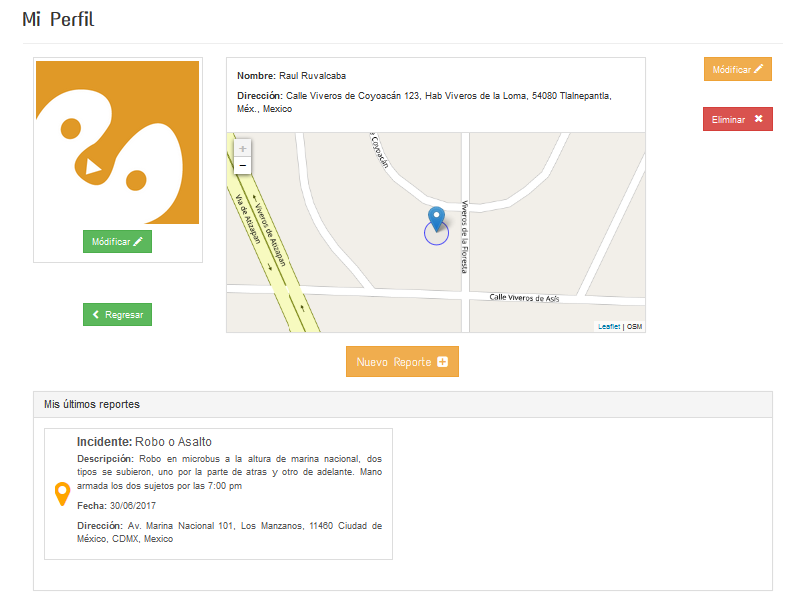 Mi Perfil
Nombre: Raul Ruvalcaba
Dirección: Calle Viveros de Coyoacán 123, Hab Viveros de la Loma, 54080 Tlalnepantla,
Méx., Mexico
Módificar
Eliminar
Módificar
Regresar
+
-
e Coyoacán
Vía de Atizapan
Viveros de Atizapan
Viveros de la Floresta
Calle Viveros de Asís
Leaflet | OSM
Nuevo Reporte
Mis últimos reportes
Incidente: Robo o Asalto
Descripción: Robo en microbus a la altura de marina nacional, dos
tipos se subieron, uno por la parte de atras y otro de adelante. Mano
armada los dos sujetos por las 7:00 pm
Fecha: 30/06/2017
Dirección: Av. Marina Nacional 101, Los Manzanos, 11460 Ciudad de
México, CDMX, Mexico